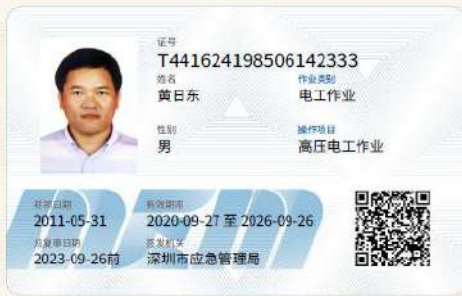 证号
T441624198506142333
姓名 作业类别
黄日东 电工作业
性别 操作项目
男 高压电工作业
初领日期 有效期限
2011-05-31 2020-09-27 至 2026-09-26
应复审日期 签发机关
2023-09-26前 深圳市应急管理局